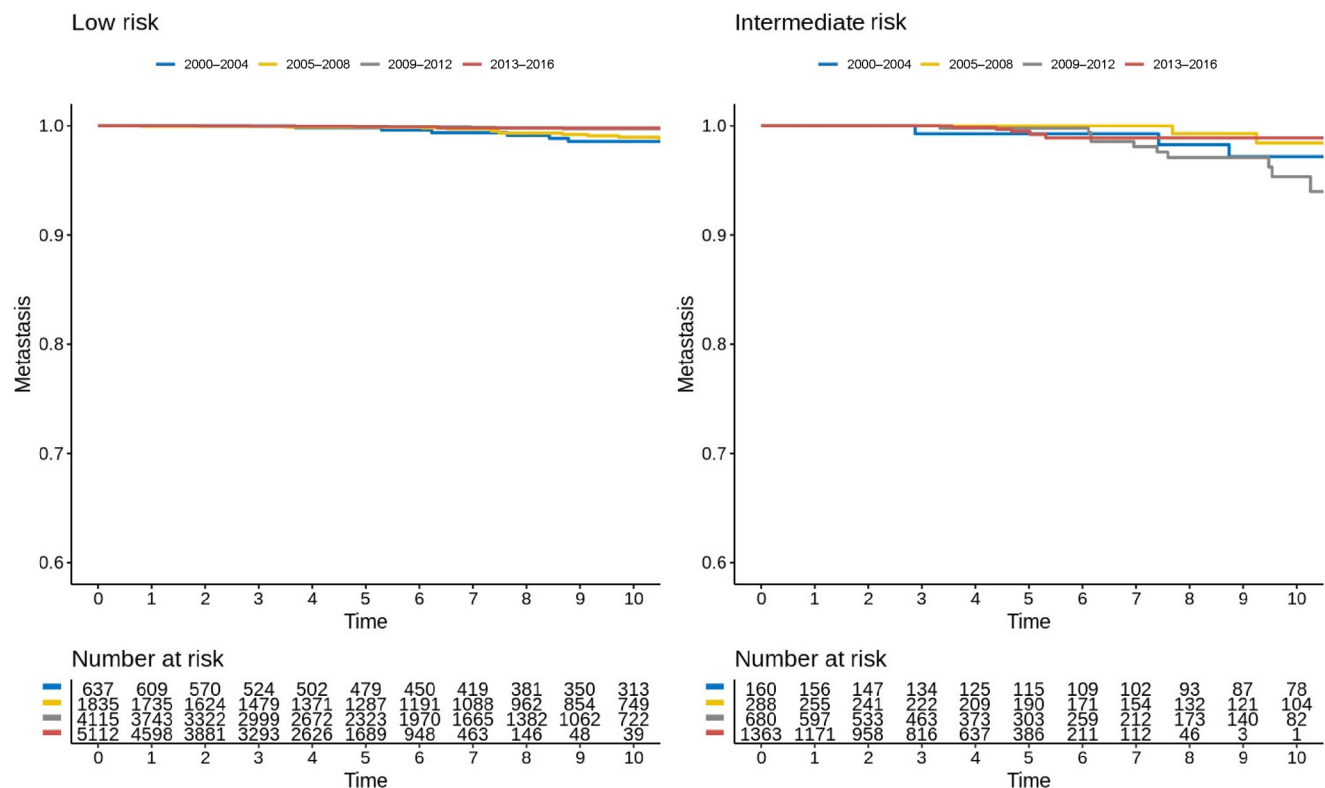 Low risk
2000–2004 2005–2008 2009–2012 2013–2016
1.0
0.9
0.8
0.7
0.6
Metastasis
0 1 2 3 4 5 6 7 8 9 10
Time
Number at risk
637 609 570 524 502 479 450 419 381 350 313
1835 1735 1624 1479 1371 1287 1191 1088 962 854 749
4115 3743 3322 2999 2672 2323 1970 1665 1382 1062 722
5112 4598 3881 3293 2626 1689 948 463 146 48 39
0 1 2 3 4 5 6 7 8 9 10
Time
Intermediate risk
2000–2004 2005–2008 2009–2012 2013–2016
1.0
0.9
0.8
0.7
0.6
Metastasis
0 1 2 3 4 5 6 7 8 9 10
Time
Number at risk
160 156 147 134 125 115 109 102 93 87 78
288 255 241 222 209 190 171 154 132 121 104
680 597 533 463 373 303 259 212 173 140 82
1363 1171 958 816 637 386 211 112 46 3 1
0 1 2 3 4 5 6 7 8 9 10
Time